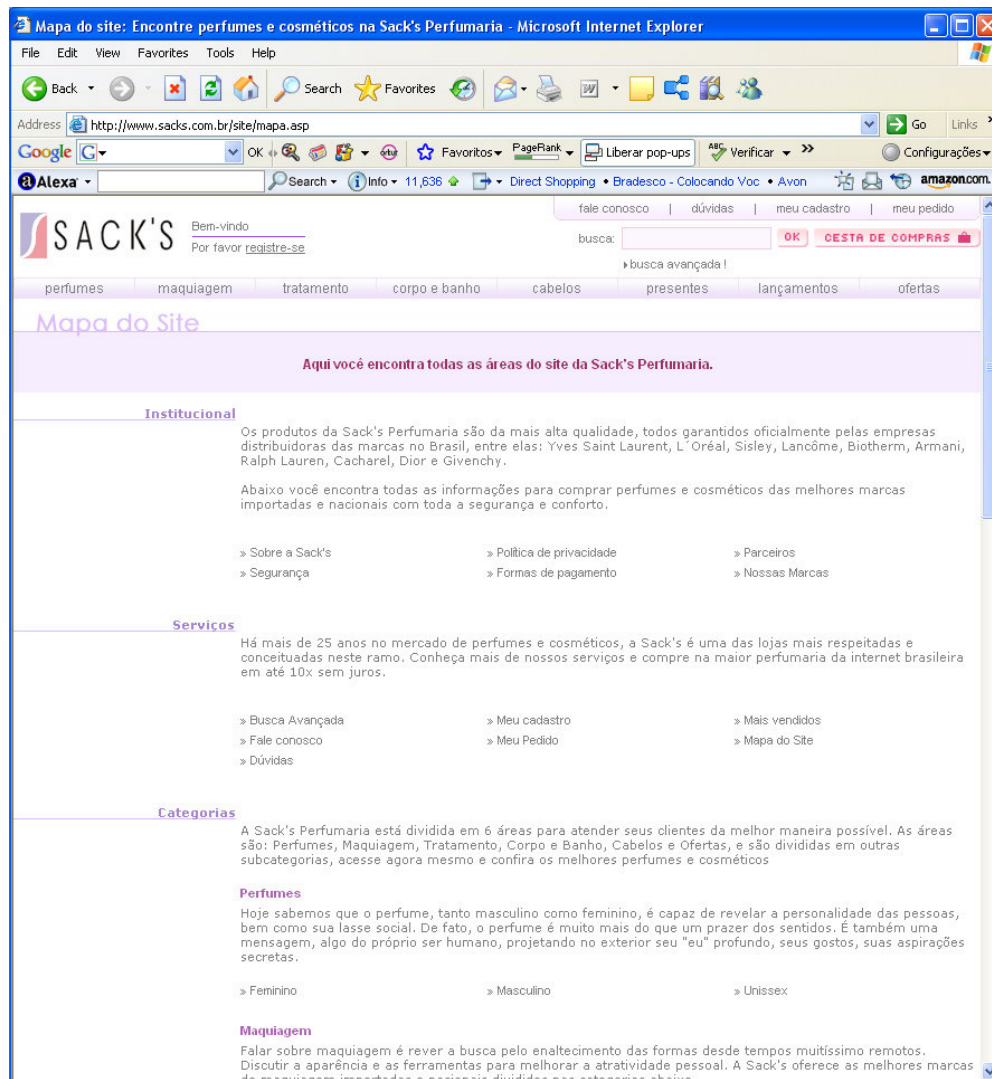 Mapa do site: Encontre perfumes e cosméticos na Sack's Perfumaria - Microsoft Internet Explorer
File Edit View Favorites Tools Help
Back Search Favorites
Address http://www.sacks.com.br/site/mapa.asp Go Links
Google G OK orkut Favoritos PageRank Liberar pop-ups ABC Verificar Configurações
Alexa Search Info 11,636 Direct Shopping • Bradesco - Colocando Voc • Avon amazon.com.
fale conosco | dúvidas | meu cadastro | meu pedido
SACK'S Bem-vindo
Por favor registre-se
busca: OK CESTA DE COMPRAS
busca avançada !
perfumes maquiagem tratamento corpo e banho cabelos presentes lançamentos ofertas
Mapa do Site
Aqui você encontra todas as áreas do site da Sack's Perfumaria.
Institucional
Os produtos da Sack's Perfumaria são da mais alta qualidade, todos garantidos oficialmente pelas empresas
distribuidoras das marcas no Brasil, entre elas: Yves Saint Laurent, L´Oréal, Sisley, Lancôme, Biotherm, Armani,
Ralph Lauren, Cacharel, Dior e Givenchy.
Abaixo você encontra todas as informações para comprar perfumes e cosméticos das melhores marcas
importadas e nacionais com toda a segurança e conforto.
» Sobre a Sack's » Política de privacidade » Parceiros
» Segurança » Formas de pagamento » Nossas Marcas
Serviços
Há mais de 25 anos no mercado de perfumes e cosméticos, a Sack's é uma das lojas mais respeitadas e
conceituadas neste ramo. Conheça mais de nossos serviços e compre na maior perfumaria da internet brasileira
em até 10x sem juros.
» Busca Avançada » Meu cadastro » Mais vendidos
» Fale conosco » Meu Pedido » Mapa do Site
» Dúvidas
Categorias
A Sack's Perfumaria está dividida em 6 áreas para atender seus clientes da melhor maneira possível. As áreas
são: Perfumes, Maquiagem, Tratamento, Corpo e Banho, Cabelos e Ofertas, e são divididas em outras
subcategorias, acesse agora mesmo e confira os melhores perfumes e cosméticos
Perfumes
Hoje sabemos que o perfume, tanto masculino como feminino, é capaz de revelar a personalidade das pessoas,
bem como sua lasse social. De fato, o perfume é muito mais do que um prazer dos sentidos. É também uma
mensagem, algo do próprio ser humano, projetando no exterior seu "eu" profundo, seus gostos, suas aspirações
secretas.
» Feminino » Masculino » Unissex
Maquiagem
Falar sobre maquiagem é rever a busca pelo enaltecimento das formas desde tempos muitíssimo remotos.
Discutir a aparência e as ferramentas para melhorar a atratividade pessoal. A Sack's oferece as melhores marcas